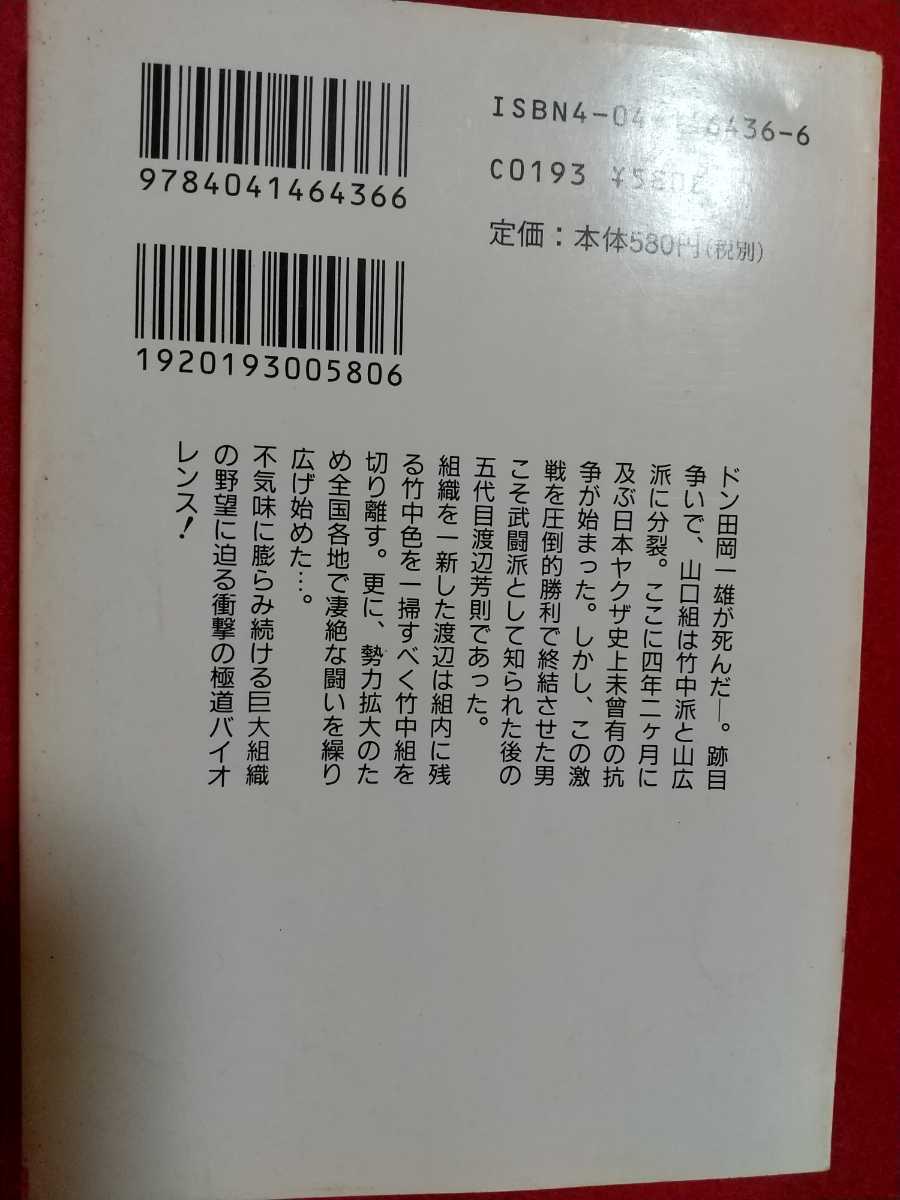 ISBN4-04-146436-6
9784041464366
C0193 ¥580E
定価：本体580円（税別）
1920193005806
ドン田岡一雄が死んだ―。跡目
争いで、山口組は竹中派と山広
派に分裂。ここに四年二ヶ月に
及ぶ日本ヤクザ史上未曾有の抗
争が始まった。しかし、この激
戦を圧倒的勝利で終結させた男
こそ武闘派として知られた後の
五代目渡辺芳則であった。
組織を一新した渡辺は組内に残
る竹中色を一掃すべく竹中組を
切り離す。更に、勢力拡大のた
め全国各地で凄絶な闘いを繰り
広げ始めた…。
不気味に膨らみ続ける巨大組織
の野望に迫る衝撃の極道バイオ
レンス！